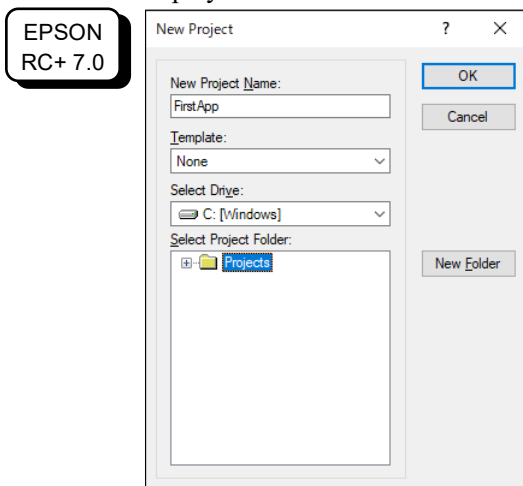 EPSON
RC+ 7.0
New Project
?
New Project Name:
OK
FirstApp
Cancel
Template:
None
Select Drive:
C: [Windows]
Select Project Folder:
Projects
New Folder